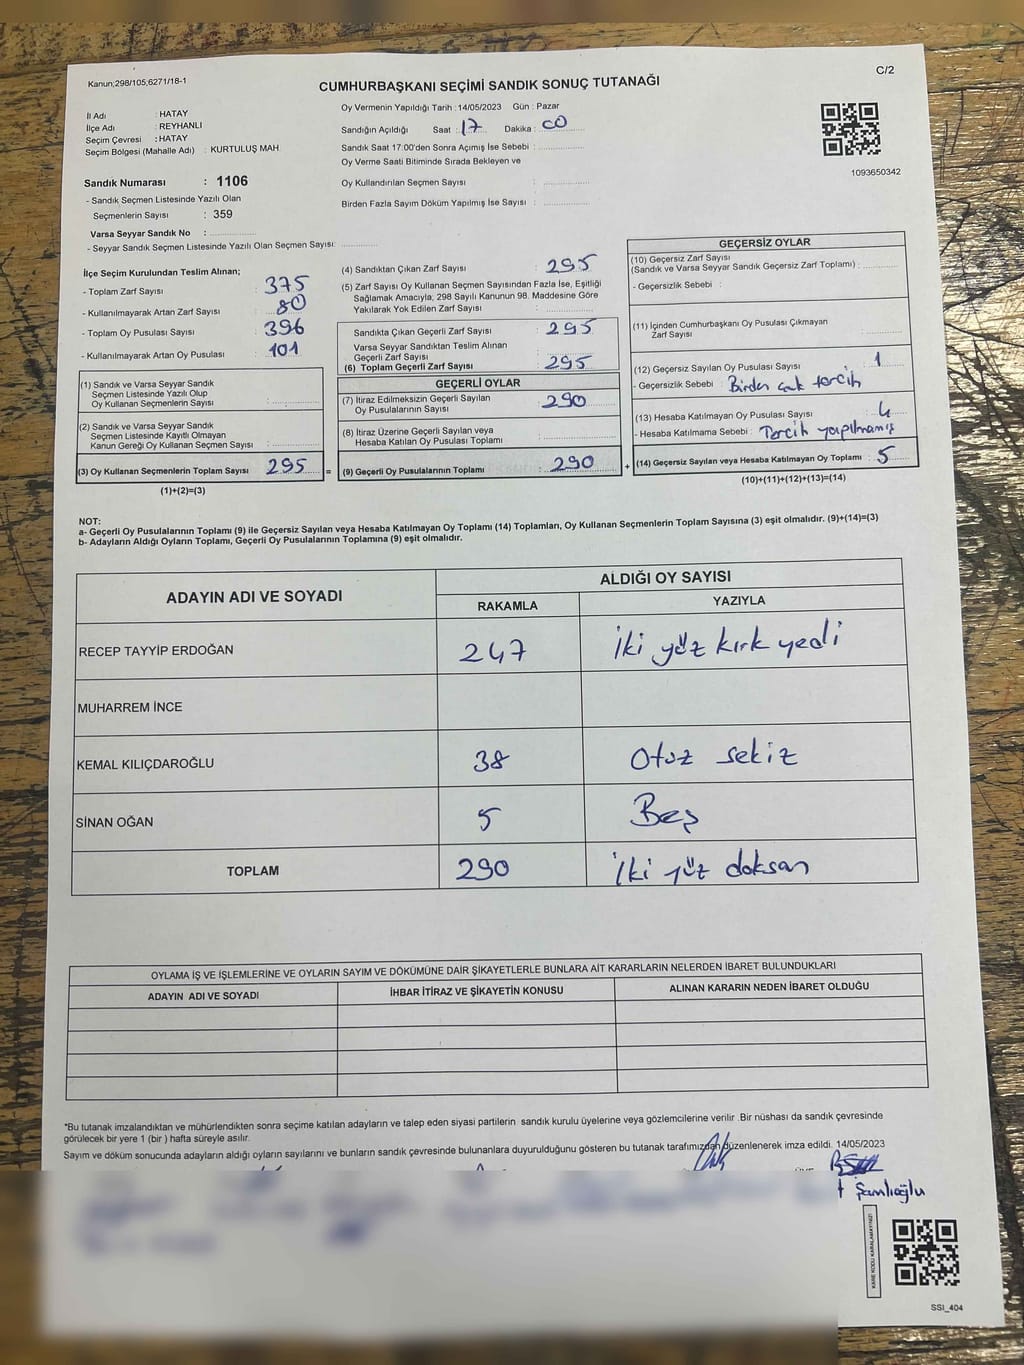 Kanun;298/105,6271/18-1
C/2
CUMHURBAŞKANI SEÇİMİ SANDIK SONUÇ TUTANAĞI
İl Adı : HATAY
İlçe Adı : REYHANLI
Seçim Çevresi : HATAY
Seçim Bölgesi (Mahalle Adı) : KURTULUŞ MAH
Sandık Numarası : 1106
- Sandık Seçmen Listesinde Yazılı Olan
Seçmenlerin Sayısı : 359
Varsa Seyyar Sandık No :
- Seyyar Sandık Seçmen Listesinde Yazılı Olan Seçmen Sayısı:
Oy Vermenin Yapıldığı Tarih : 14/05/2023 Gün : Pazar
Sandığın Açıldığı Saat : 17 Dakika : 00
Sandık Saat 17:00'den Sonra Açımış İse Sebebi :
Oy Verme Saati Bitiminde Sırada Bekleyen ve
Oy Kullandırılan Seçmen Sayısı :
Birden Fazla Sayım Döküm Yapılmış İse Sayısı :
1093650342
İlçe Seçim Kurulundan Teslim Alınan;
- Toplam Zarf Sayısı : 375
- Kullanılmayarak Artan Zarf Sayısı : 80
- Toplam Oy Pusulası Sayısı : 396
- Kullanılmayarak Artan Oy Pusulası : 101
(1) Sandık ve Varsa Seyyar Sandık
Seçmen Listesinde Yazılı Olup
Oy Kullanan Seçmenlerin Sayısı :
(2) Sandık ve Varsa Seyyar Sandık
Seçmen Listesinde Kayıtlı Olmayan
Kanun Gereği Oy Kullanan Seçmen Sayısı :
(3) Oy Kullanan Seçmenlerin Toplam Sayısı 295 =
(1)+(2)=(3)
(4) Sandıktan Çıkan Zarf Sayısı : 295
(5) Zarf Sayısı Oy Kullanan Seçmen Sayısından Fazla İse, Eşitliği
Sağlamak Amacıyla, 298 Sayılı Kanunun 98. Maddesine Göre
Yakılarak Yok Edilen Zarf Sayısı :
Sandıkta Çıkan Geçerli Zarf Sayısı : 295
Varsa Seyyar Sandıktan Teslim Alınan
Geçerli Zarf Sayısı :
(6) Toplam Geçerli Zarf Sayısı 295
GEÇERLİ OYLAR
(7) İtiraz Edilmeksizin Geçerli Sayılan
Oy Pusulalarının Sayısı : 290
(8) İtiraz Üzerine Geçerli Sayılan veya
Hesaba Katılan Oy Pusulası Toplamı :
(9) Geçerli Oy Pusulalarının Toplamı : 290 +
GEÇERSİZ OYLAR
(10) Geçersiz Zarf Sayısı
(Sandık ve Varsa Seyyar Sandık Geçersiz Zarf Toplamı) :
- Geçersizlik Sebebi :
(11) İçinden Cumhurbaşkanı Oy Pusulası Çıkmayan
Zarf Sayısı :
(12) Geçersiz Sayılan Oy Pusulası Sayısı : 1
- Geçersizlik Sebebi : Birden çok tercih
(13) Hesaba Katılmayan Oy Pusulası Sayısı : 4
- Hesaba Katılmama Sebebi : Tercih yapılmamış
(14) Geçersiz Sayılan veya Hesaba Katılmayan Oy Toplamı : 5
(10)+(11)+(12)+(13)=(14)
NOT:
a- Geçerli Oy Pusulalarının Toplamı (9) ile Geçersiz Sayılan veya Hesaba Katılmayan Oy Toplamı (14) Toplamları, Oy Kullanan Seçmenlerin Toplam Sayısına (3) eşit olmalıdır. (9)+(14)=(3)
b- Adayların Aldığı Oyların Toplamı, Geçerli Oy Pusulalarının Toplamına (9) eşit olmalıdır.
ADAYIN ADI VE SOYADI ALDIĞI OY SAYISI
RAKAMLA YAZIYLA
RECEP TAYYİP ERDOĞAN 247 İki yüz kırk yedi
MUHARREM İNCE
KEMAL KILIÇDAROĞLU 38 Otuz sekiz
SİNAN OĞAN 5 Beş
TOPLAM 290 İki yüz doksan
OYLAMA İŞ VE İŞLEMLERİNE VE OYLARIN SAYIM VE DÖKÜMÜNE DAİR ŞİKAYETLERLE BUNLARA AİT KARARLARIN NELERDEN İBARET BULUNDUKLARI
ADAYIN ADI VE SOYADI İHBAR İTİRAZ VE ŞİKAYETİN KONUSU ALINAN KARARIN NEDEN İBARET OLDUĞU
*Bu tutanak imzalandıktan ve mühürlendikten sonra seçime katılan adayların ve talep eden siyasi partilerin sandık kurulu üyelerine veya gözlemcilerine verilir .Bir nüshası da sandık çevresinde
görülecek bir yere 1 (bir ) hafta süreyle asılır.
Sayım ve döküm sonucunda adayların aldığı oyların sayılarını ve bunların sandık çevresinde bulunanlara duyurulduğunu gösteren bu tutanak tarafımızdan düzenlenerek imza edildi. 14/05/2023
Şanlıoğlu
SSI_404